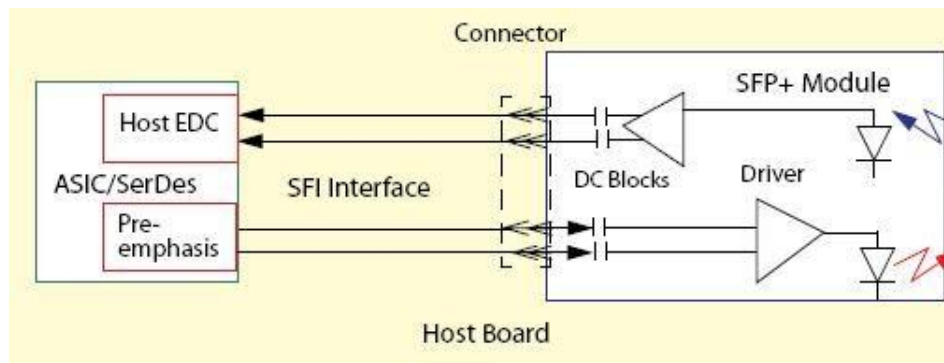 Connector
SFP+ Module
Host EDC
ASIC/SerDes
SFI Interface
DC Blocks
Driver
Pre-
emphasis
Host Board